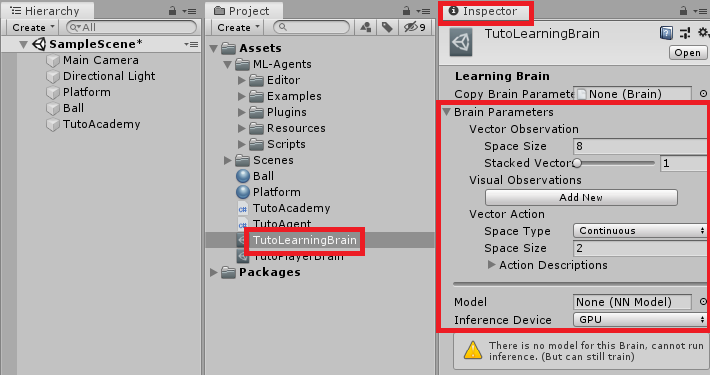 Hierarchy
Create
All
SampleScene*
Main Camera
Directional Light
Platform
Ball
TutoAcademy
Project
Create
9
Assets
ML-Agents
Editor
Examples
Plugins
Resources
Scripts
Scenes
Ball
Platform
TutoAcademy
TutoAgent
TutoLearningBrain
TutoPlayerBrain
Packages
Inspector
TutoLearningBrain
Open
Learning Brain
Copy Brain Paramete None (Brain)
Brain Parameters
Vector Observation
Space Size 8
Stacked Vector 1
Visual Observations
Add New
Vector Action
Space Type Continuous
Space Size 2
Action Descriptions
Model None (NN Model)
Inference Device GPU
There is no model for this Brain, cannot run
inference. (But can still train)